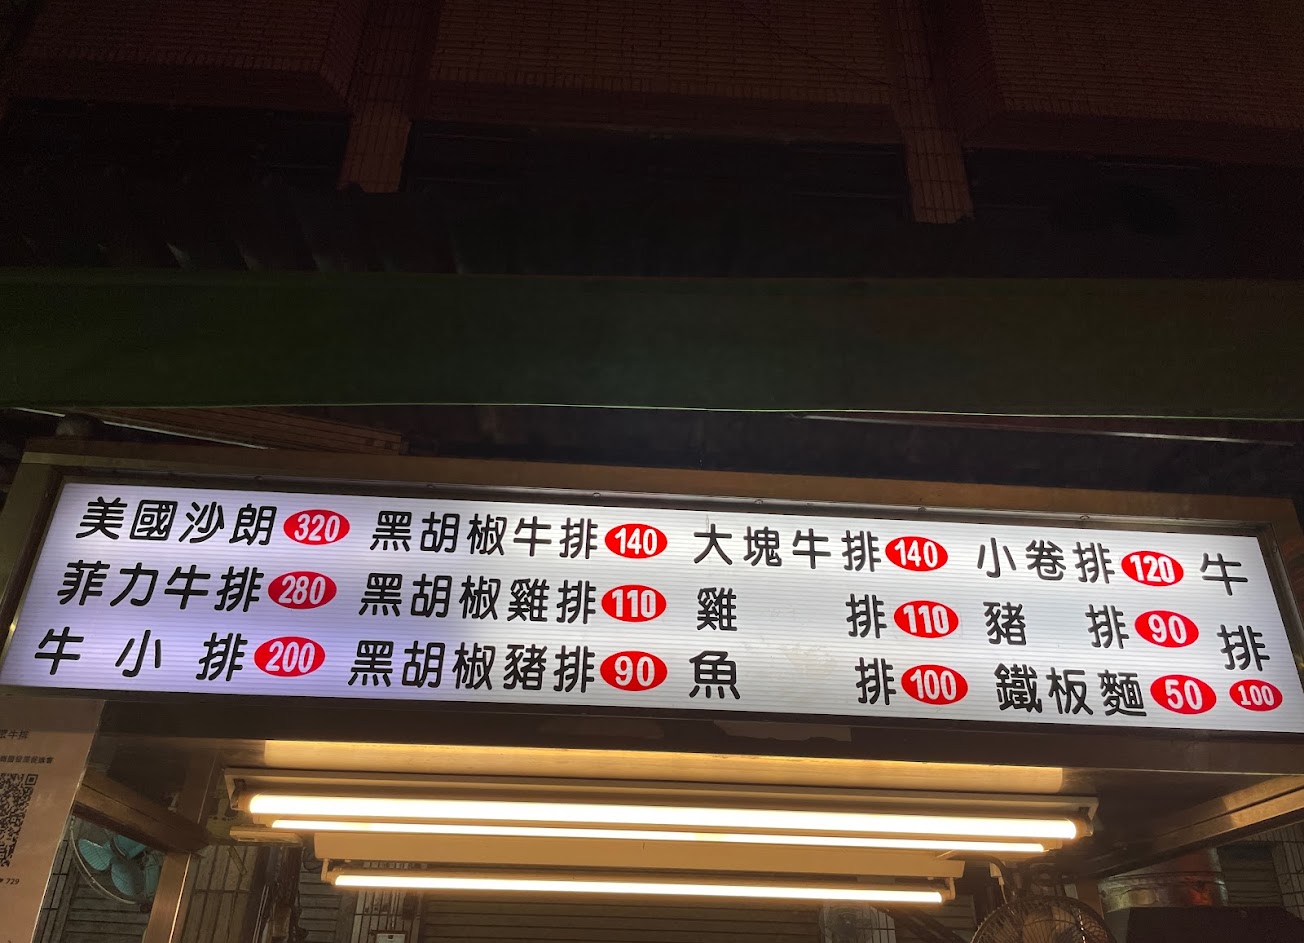 美國沙朗 320 黑胡椒牛排 140 大塊牛排 140 小卷排 120
菲力牛排 280 黑胡椒雞排 110 雞排 110 豬排 90
牛小排 200 黑胡椒豬排 90 魚排 100 鐵板麵 50
牛排 100
729